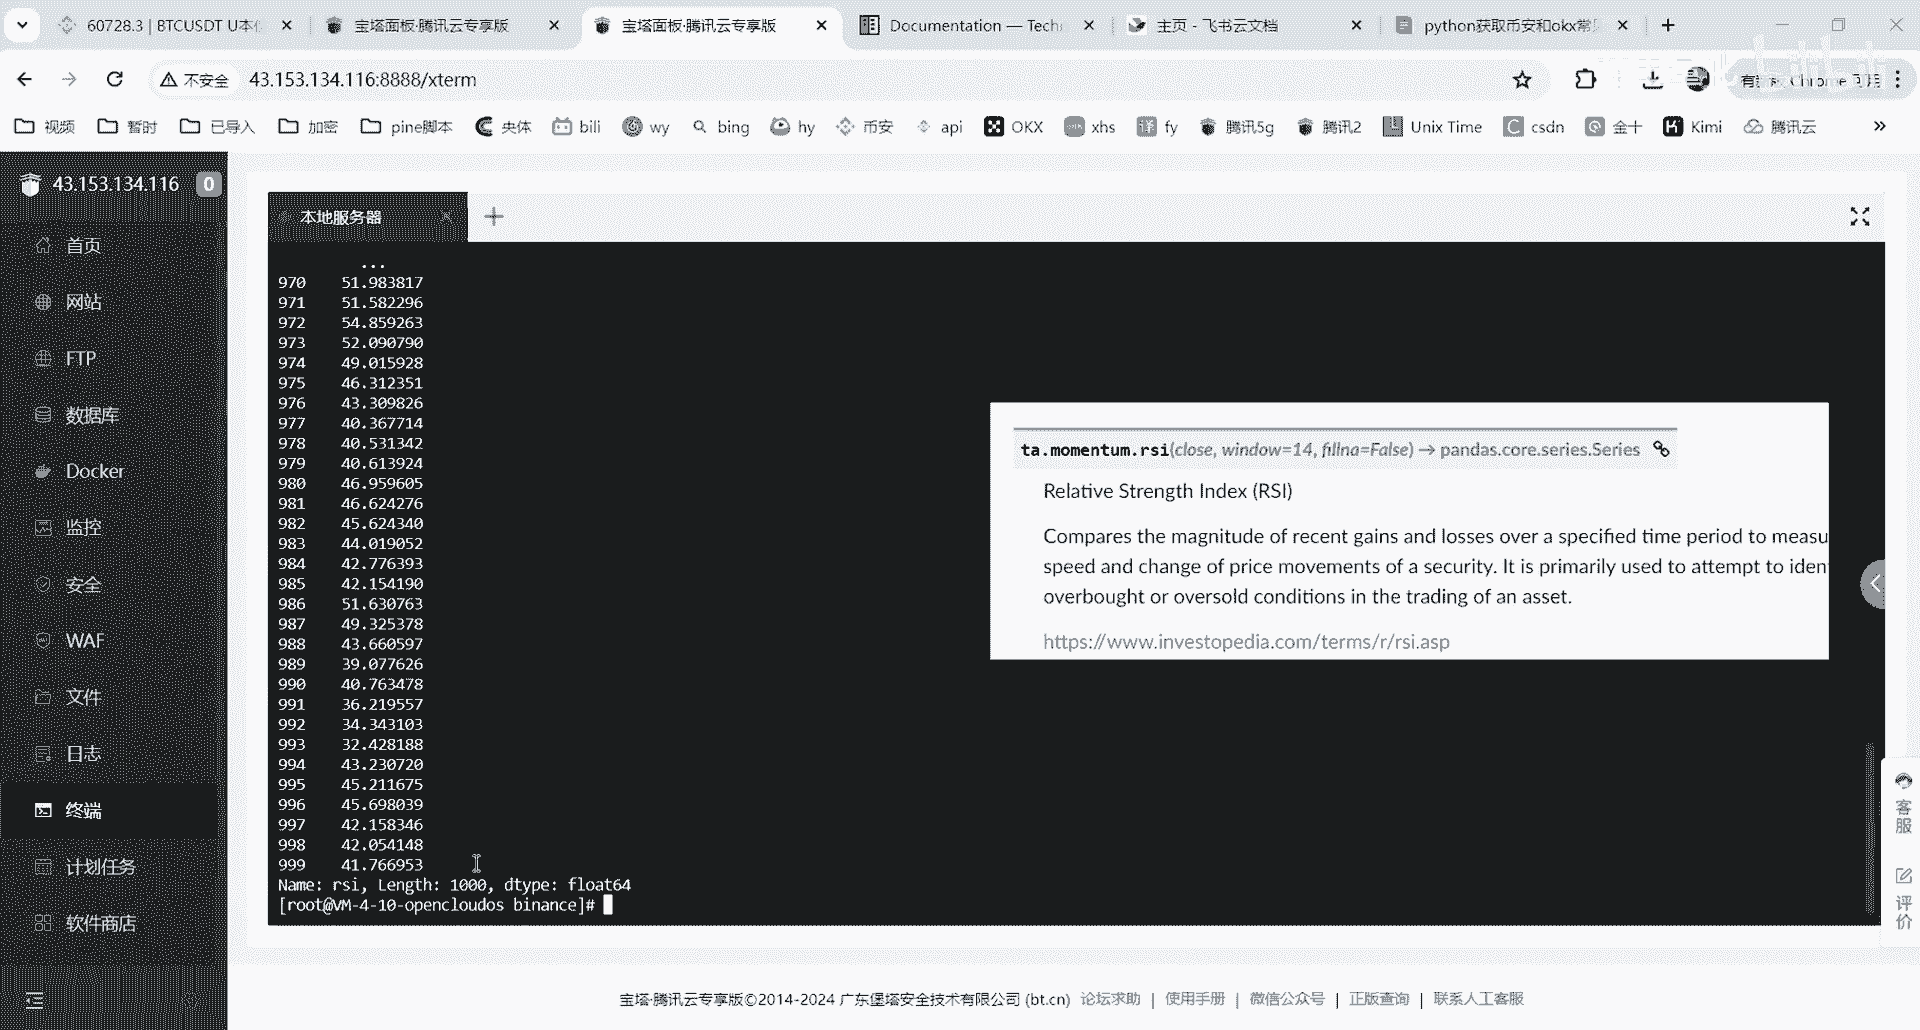 60728.3 | BTCUSDT U本位
宝塔面板·腾讯云专享版
宝塔面板·腾讯云专享版
Documentation — Tech
主页 - 飞书云文档
python获取币安和okx常
不安全
43.153.134.116:8888/xterm
视频
暂时
已导入
加密
pine脚本
央体
bili
wy
bing
hy
币安
api
OKX
xhs
fy
腾讯5g
腾讯2
Unix Time
csdn
金十
Kimi
腾讯云
43.153.134.116
0
首页
网站
FTP
数据库
Docker
监控
安全
WAF
文件
日志
终端
计划任务
软件商店
本地服务器
...
970 51.983817
971 51.582296
972 54.859263
973 52.090790
974 49.015928
975 46.312351
976 43.309826
977 40.367714
978 40.531342
979 40.613924
980 46.959605
981 46.624276
982 45.624340
983 44.019052
984 42.776393
985 42.154190
986 51.630763
987 49.325378
988 43.660597
989 39.077626
990 40.763478
991 36.219557
992 34.343103
993 32.428188
994 43.230720
995 45.211675
996 45.698039
997 42.158346
998 42.054148
999 41.766953
Name: rsi, Length: 1000, dtype: float64
[root@VM-4-10-opencloudos binance]#
ta.momentum.rsi(close, window=14, fillna=False) → pandas.core.series.Series
Relative Strength Index (RSI)
Compares the magnitude of recent gains and losses over a specified time period to measu
speed and change of price movements of a security. It is primarily used to attempt to iden
overbought or oversold conditions in the trading of an asset.
https://www.investopedia.com/terms/r/rsi.asp
客服
评价
宝塔·腾讯云专享版©2014-2024 广东堡塔安全技术有限公司 (bt.cn) 论坛求助 | 使用手册 | 微信公众号 | 正版查询 | 联系人工客服